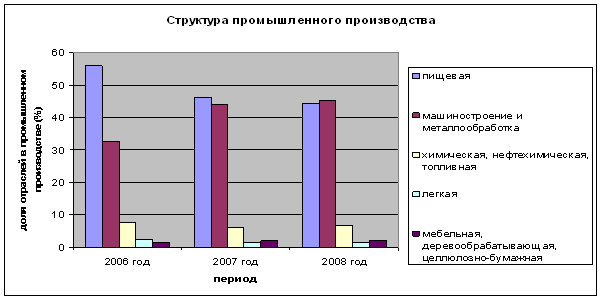 Структура промышленного производства
доля отраслей в промышленном
производстве (%)
60
50
40
30
20
10
0
2006 год
2007 год
2008 год
период
пищевая
машиностроение и
металлообработка
химическая, нефтехимическая,
топливная
легкая
мебельная,
деревообрабатывающая,
целлюлозно-бумажная